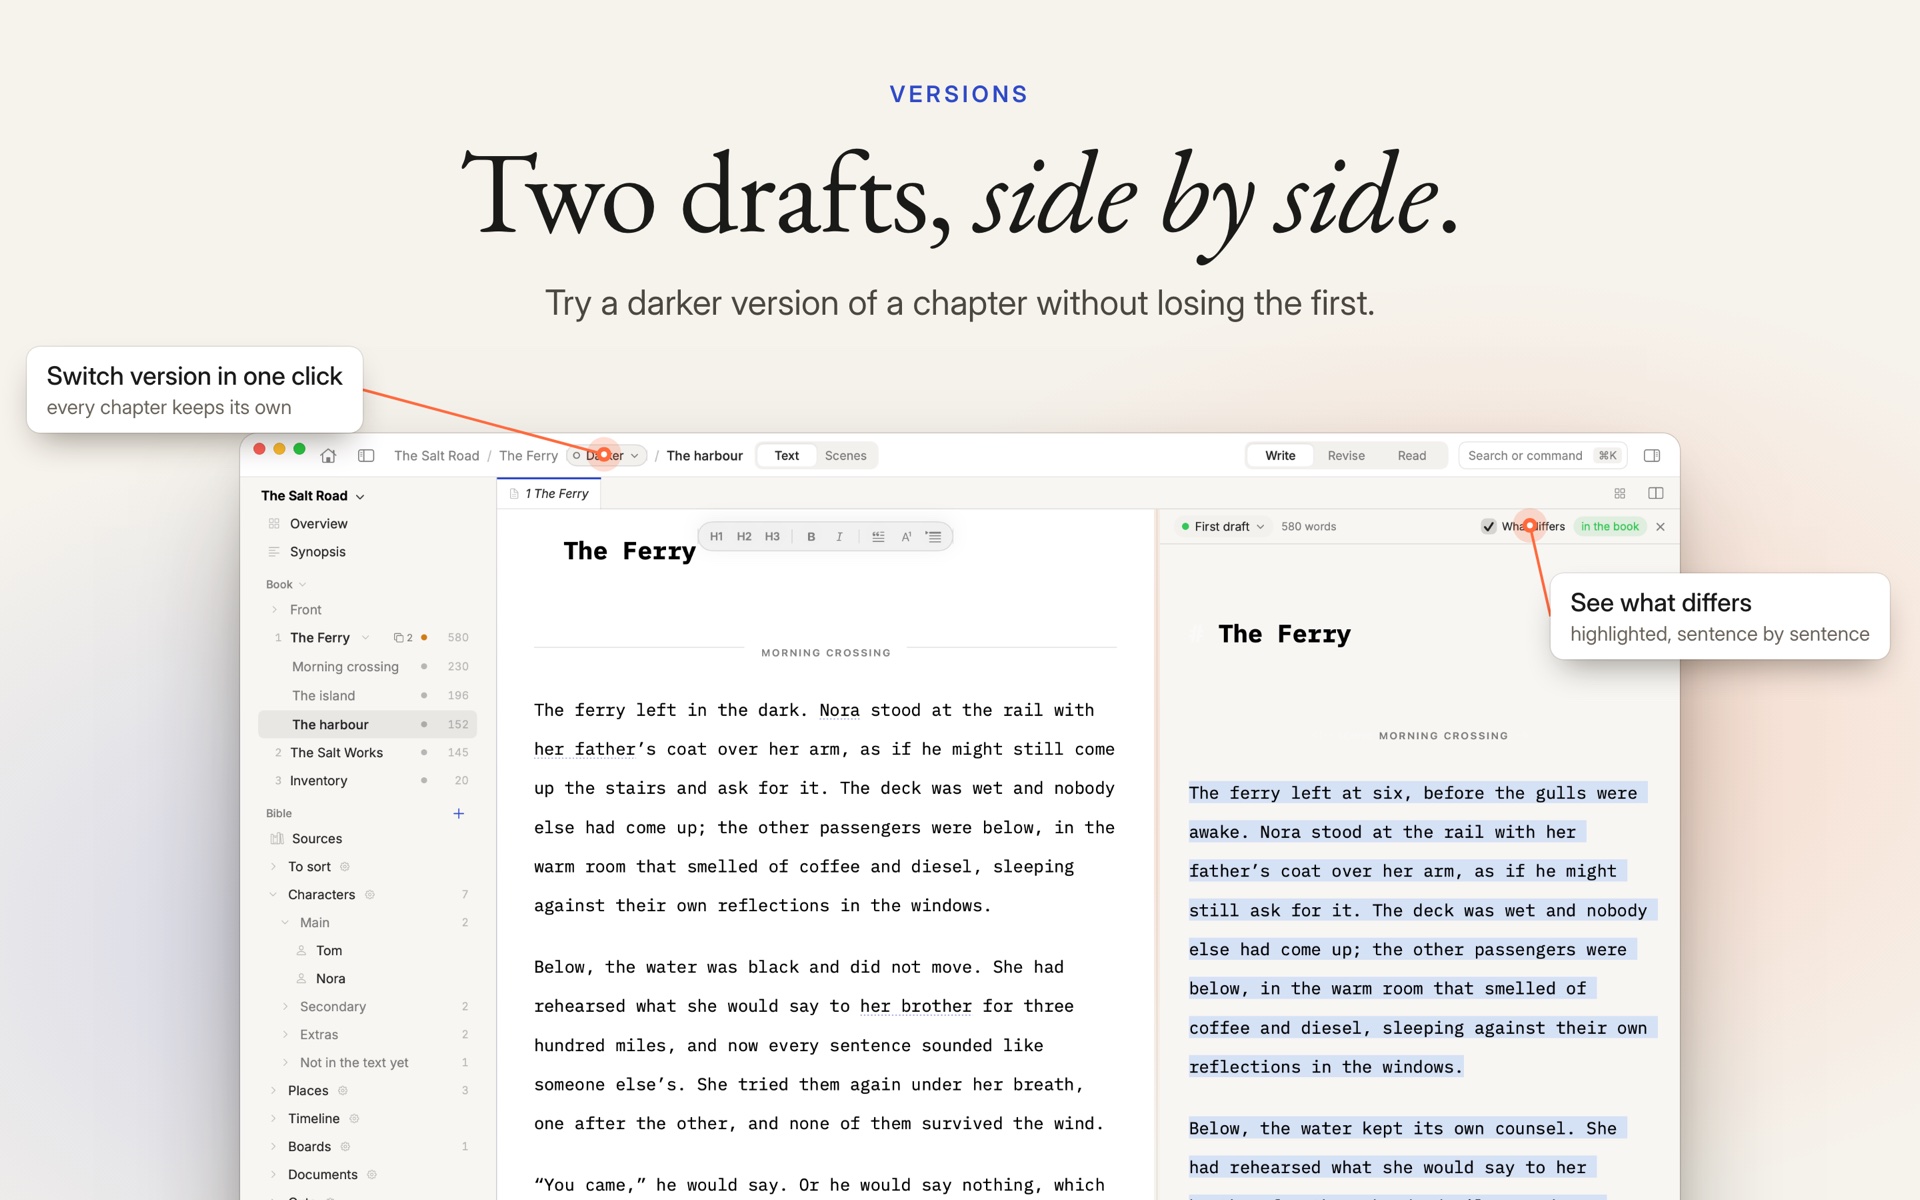 VERSIONS
Two drafts, side by side.
Try a darker version of a chapter without losing the first.
Switch version in one click
every chapter keeps its own
The Salt Road / The Ferry
Darker
/ The harbour
Text
Scenes
Write
Revise
Read
Search or command ⌘K
The Salt Road
Overview
Synopsis
Book
Front
1 The Ferry 2 580
Morning crossing 230
The island 196
The harbour 152
2 The Salt Works 145
3 Inventory 20
Bible +
Sources
To sort
Characters 7
Main 2
Tom
Nora
Secondary 2
Extras 2
Not in the text yet 1
Places 3
Timeline
Boards 1
Documents
1 The Ferry
H1 H2 H3 B I
The Ferry
MORNING CROSSING
The ferry left in the dark. Nora stood at the rail with
her father’s coat over her arm, as if he might still come
up the stairs and ask for it. The deck was wet and nobody
else had come up; the other passengers were below, in the
warm room that smelled of coffee and diesel, sleeping
against their own reflections in the windows.
Below, the water was black and did not move. She had
rehearsed what she would say to her brother for three
hundred miles, and now every sentence sounded like
someone else’s. She tried them again under her breath,
one after the other, and none of them survived the wind.
“You came,” he would say. Or he would say nothing, which
First draft
580 words
What differs
in the book
See what differs
highlighted, sentence by sentence
The Ferry
MORNING CROSSING
The ferry left at six, before the gulls were
awake. Nora stood at the rail with her
father’s coat over her arm, as if he might
still ask for it. The deck was wet and nobody
else had come up; the other passengers were
below, in the warm room that smelled of
coffee and diesel, sleeping against their own
reflections in the windows.
Below, the water kept its own counsel. She
had rehearsed what she would say to her